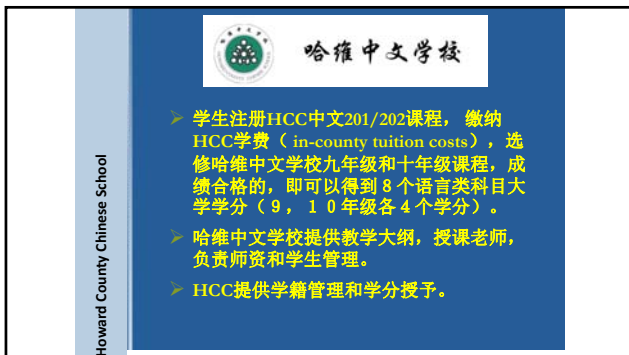 哈维中文学校
学生注册HCC中文201/202课程， 缴纳
HCC学费（ in-county tuition costs），选
修哈维中文学校九年级和十年级课程，成
绩合格的，即可以得到８个语言类科目大
学学分（９，１０年级各４个学分）。
哈维中文学校提供教学大纲，授课老师，
负责师资和学生管理。
HCC提供学籍管理和学分授予。
Howard County Chinese School